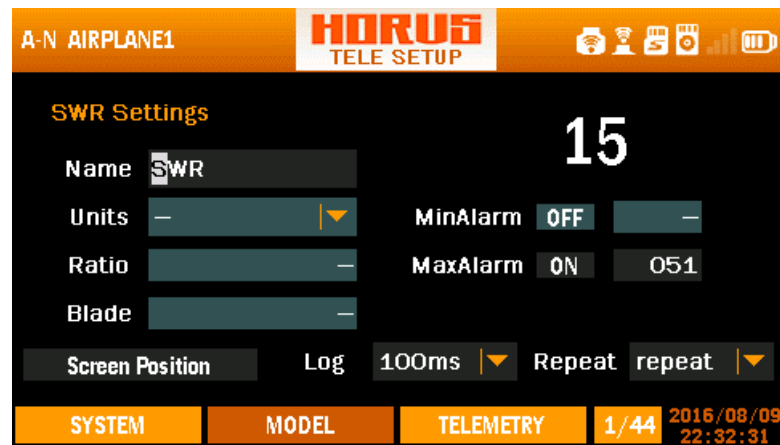 A-N AIRPLANE1
HORUS
TELE SETUP
SWR Settings
15
Name SWR
Units —
MinAlarm OFF —
Ratio —
MaxAlarm ON 051
Blade —
Screen Position
Log 100ms
Repeat repeat
SYSTEM
MODEL
TELEMETRY
1/44
2016/08/09
22:32:31